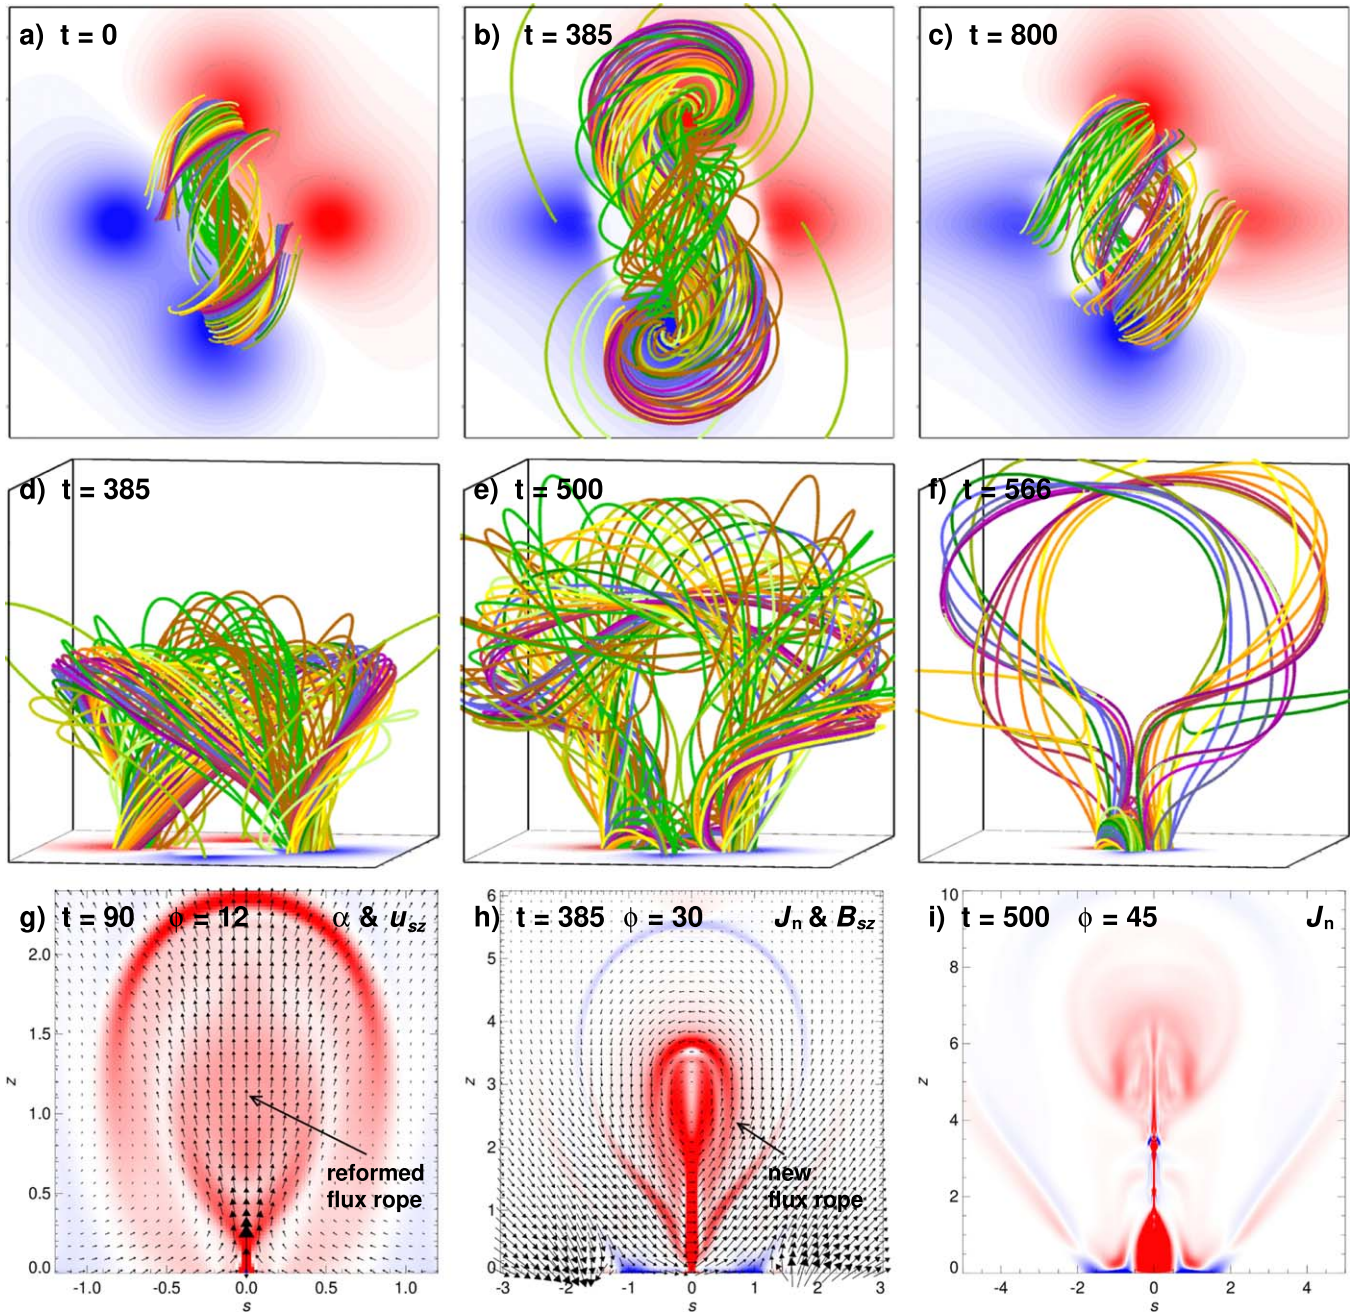 a) t = 0
b) t = 385
c) t = 800
d) t = 385
e) t = 500
f) t = 566
g) t = 90 ϕ = 12 α & u_sz
2.0
1.5
1.0
0.5
0.0
z
reformed
flux rope
-1.0 -0.5 0.0 0.5 1.0
s
h) t = 385 ϕ = 30 J_n & B_sz
6
5
4
3
2
1
0
z
new
flux rope
-3 -2 -1 0 1 2 3
s
i) t = 500 ϕ = 45 J_n
10
8
6
4
2
0
z
-4 -2 0 2 4
s